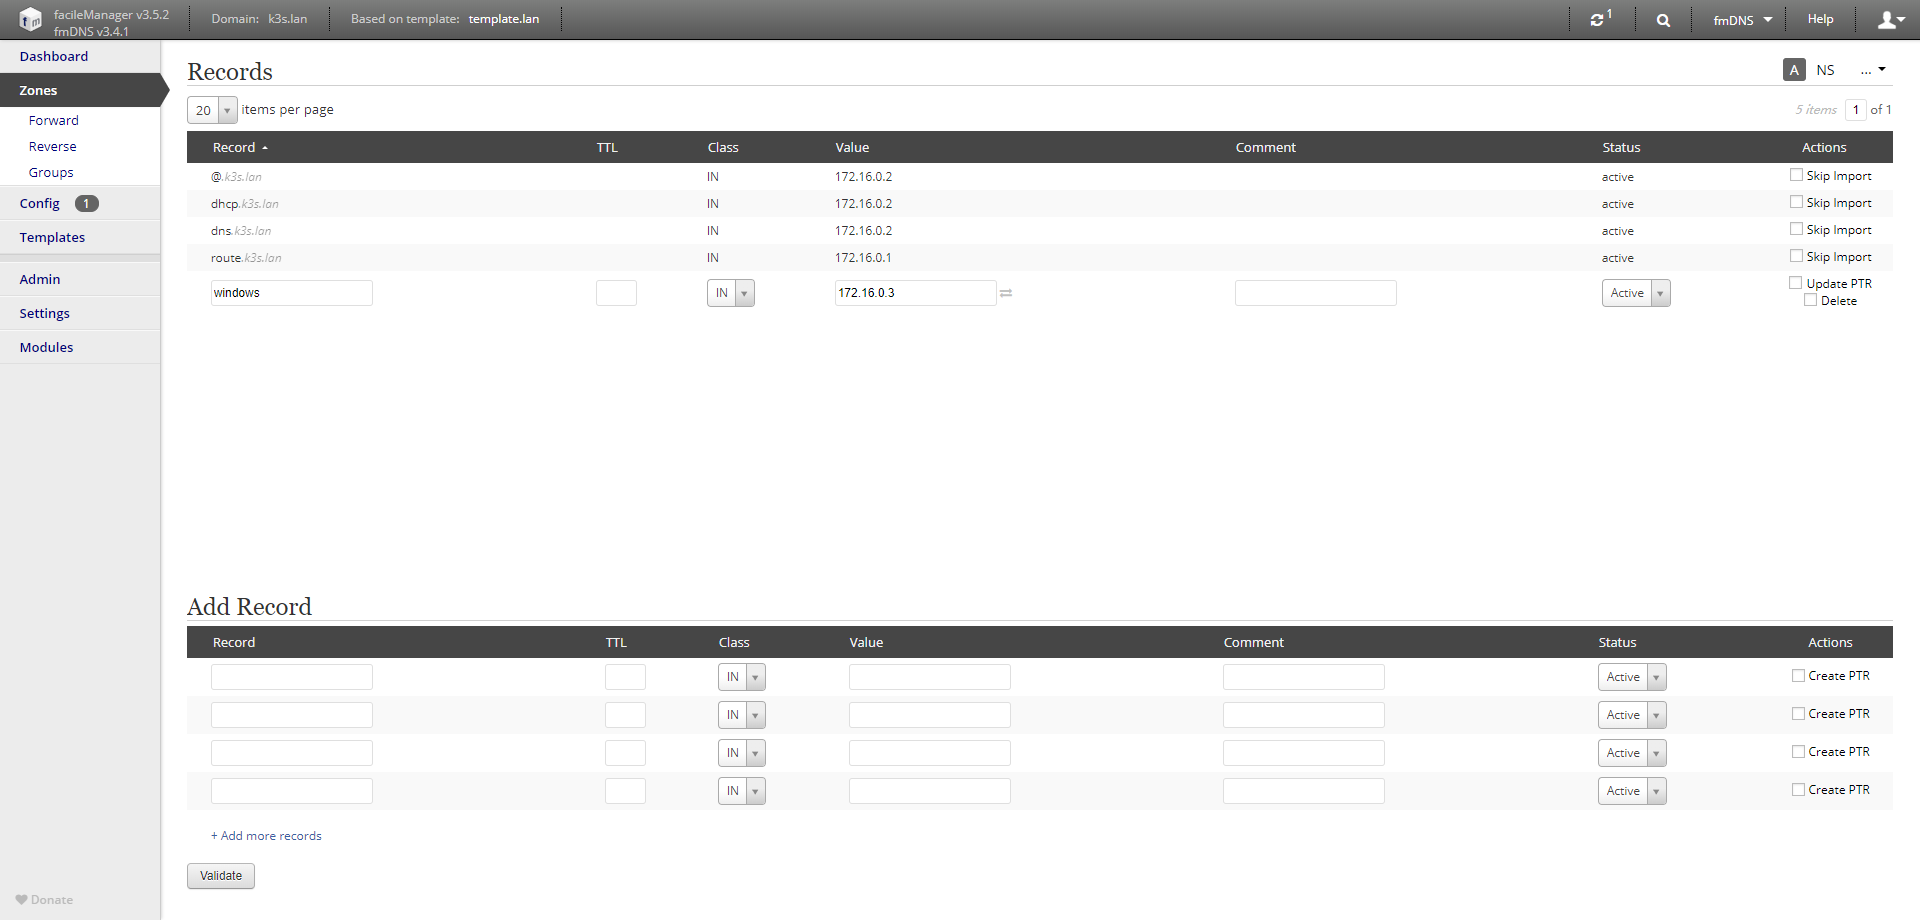 facileManager v3.5.2
fmDNS v3.4.1
Domain: k3s.lan
Based on template: template.lan
1
fmDNS
Help
Dashboard
Zones
Forward
Reverse
Groups
Config 1
Templates
Admin
Settings
Modules
Donate
Records
A NS ...
20 items per page
5 items 1 of 1
Record TTL Class Value Comment Status Actions
@.k3s.lan IN 172.16.0.2 active Skip Import
dhcp.k3s.lan IN 172.16.0.2 active Skip Import
dns.k3s.lan IN 172.16.0.2 active Skip Import
route.k3s.lan IN 172.16.0.1 active Skip Import
windows IN 172.16.0.3 Active Update PTR
Delete
Add Record
Record TTL Class Value Comment Status Actions
IN Active Create PTR
IN Active Create PTR
IN Active Create PTR
IN Active Create PTR
+ Add more records
Validate